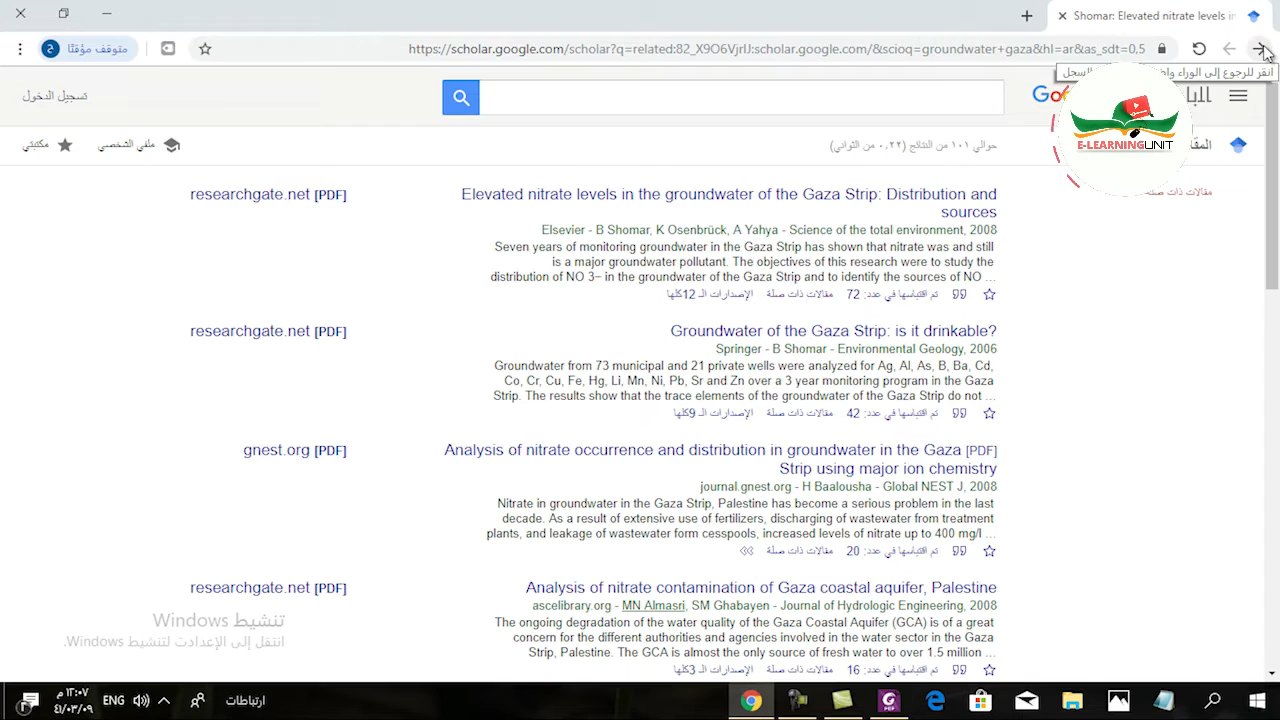 Shomar: Elevated nitrate levels in
متوقف مؤقتًا
https://scholar.google.com/scholar?q=related:82_X9O6VjrIJ:scholar.google.com/&scioq=groundwater+gaza&hl=ar&as_sdt=0,5
انقر للرجوع إلى الوراء
السجل
تسجيل الدخول
E-LEARNINGUNIT
مكتبتي
ملفي الشخصي
حوالي ١٠١ من النتائج (٠.٢٢ من الثواني)
مقالات ذات صلة
Elevated nitrate levels in the groundwater of the Gaza Strip: Distribution and
sources
researchgate.net [PDF]
Elsevier - B Shomar, K Osenbrück, A Yahya - Science of the total environment, 2008
Seven years of monitoring groundwater in the Gaza Strip has shown that nitrate was and still
is a major groundwater pollutant. The objectives of this research were to study the
distribution of NO 3− in the groundwater of the Gaza Strip and to identify the sources of NO ...
تم اقتباسها في عدد: 72 مقالات ذات صلة الإصدارات الـ 12كلها
Groundwater of the Gaza Strip: is it drinkable?
researchgate.net [PDF]
Springer - B Shomar - Environmental Geology, 2006
Groundwater from 73 municipal and 21 private wells were analyzed for Ag, Al, As, B, Ba, Cd,
Co, Cr, Cu, Fe, Hg, Li, Mn, Ni, Pb, Sr and Zn over a 3 year monitoring program in the Gaza
Strip. The results show that the trace elements of the groundwater of the Gaza Strip do not ...
تم اقتباسها في عدد: 42 مقالات ذات صلة الإصدارات الـ 9كلها
Analysis of nitrate occurrence and distribution in groundwater in the Gaza [PDF]
Strip using major ion chemistry
gnest.org [PDF]
journal.gnest.org - H Baalousha - Global NEST J, 2008
Nitrate in groundwater in the Gaza Strip, Palestine has become a serious problem in the last
decade. As a result of extensive use of fertilizers, discharging of wastewater from treatment
plants, and leakage of wastewater form cesspools, increased levels of nitrate up to 400 mg/l ...
تم اقتباسها في عدد: 20 مقالات ذات صلة
Analysis of nitrate contamination of Gaza coastal aquifer, Palestine
researchgate.net [PDF]
ascelibrary.org - MN Almasri, SM Ghabayen - Journal of Hydrologic Engineering, 2008
The ongoing degradation of the water quality of the Gaza Coastal Aquifer (GCA) is of a great
concern for the different authorities and agencies involved in the water sector in the Gaza
Strip, Palestine. The GCA is almost the only source of fresh water to over 1.5 million ...
تم اقتباسها في عدد: 16 مقالات ذات صلة الإصدارات الـ 3كلها
تنشيط Windows
انتقل إلى الإعدادت لتنشيط Windows.
ارتباطات
ENG
١٢:٠٧ م
٤١/٠٣/٠٩